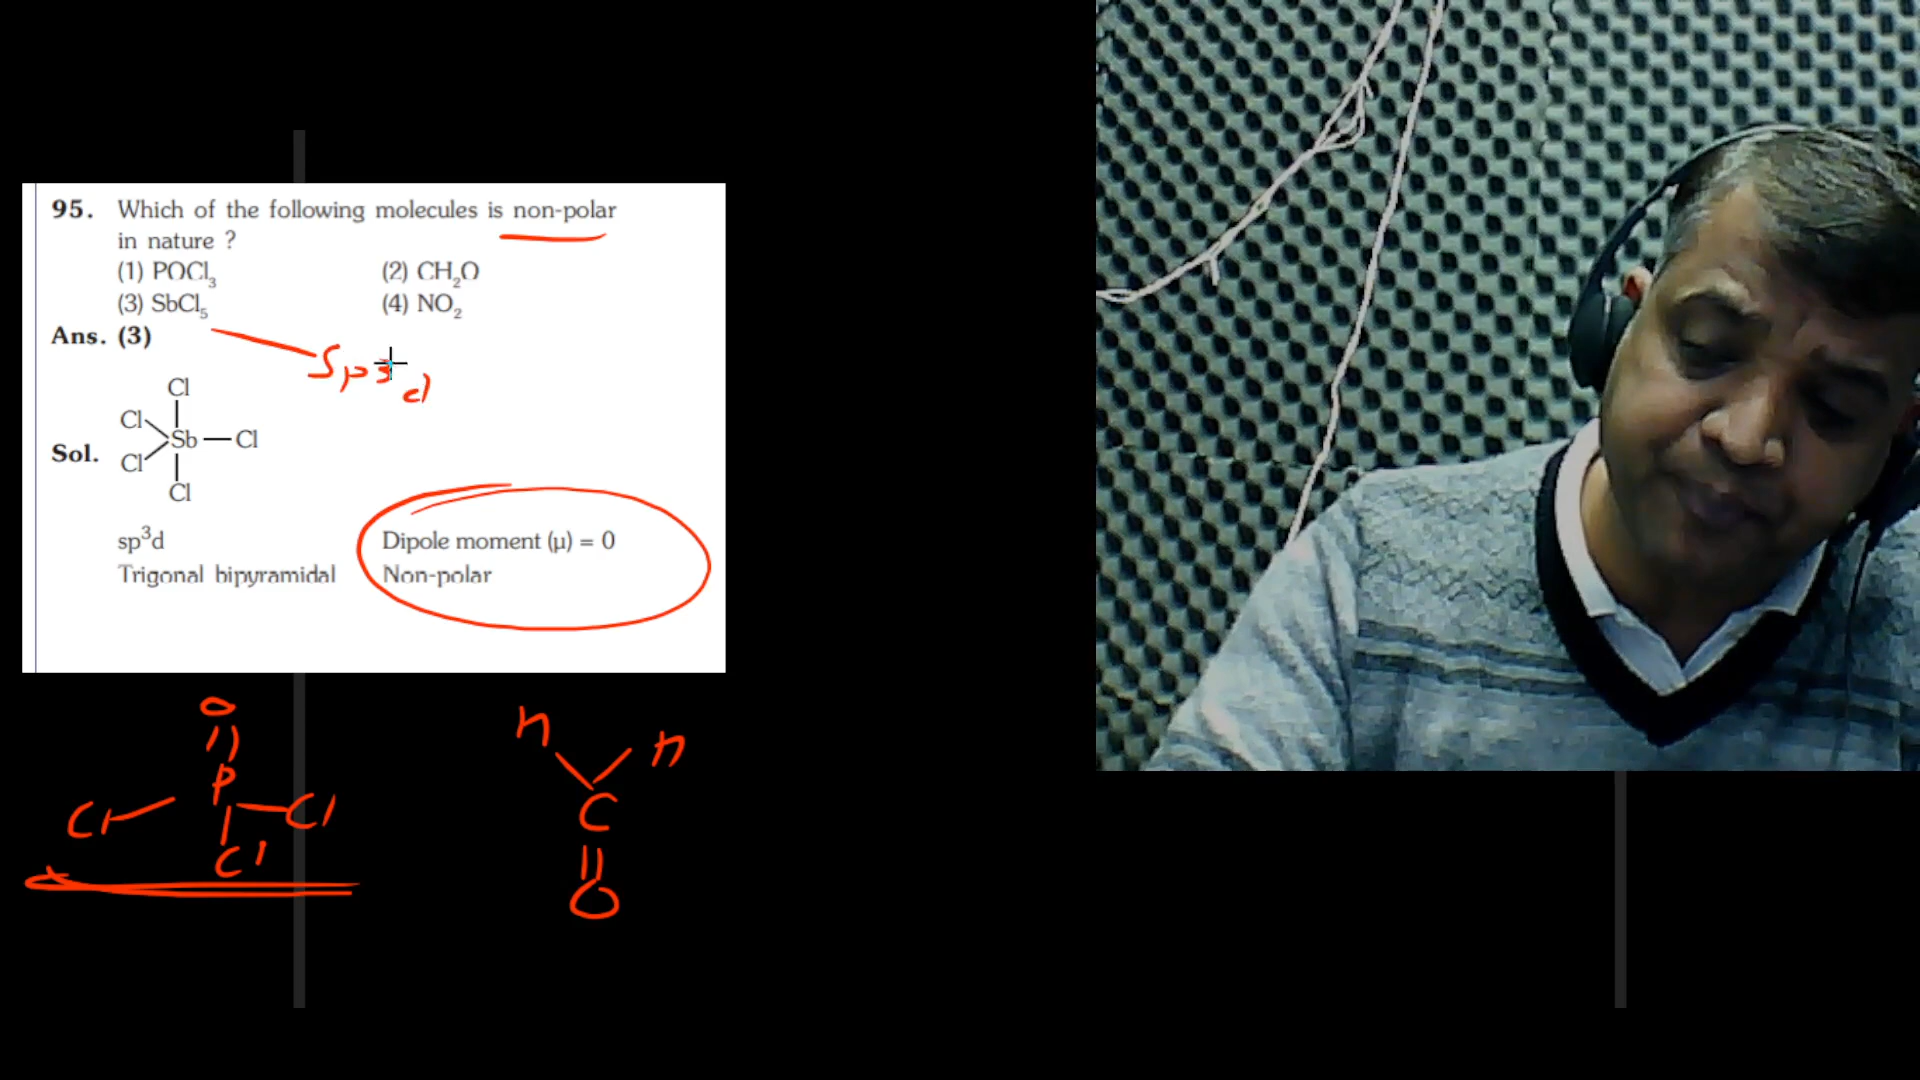 95. Which of the following molecules is non-polar
in nature ?
(1) POCl₃ (2) CH₂O
(3) SbCl₅ (4) NO₂
Ans. (3)
sp³d
Cl
Cl
Sb — Cl
Sol.
Cl
Cl
sp³d Dipole moment (μ) = 0
Trigonal bipyramidal Non-polar
O
P
Cl Cl
Cl
H H
C
O